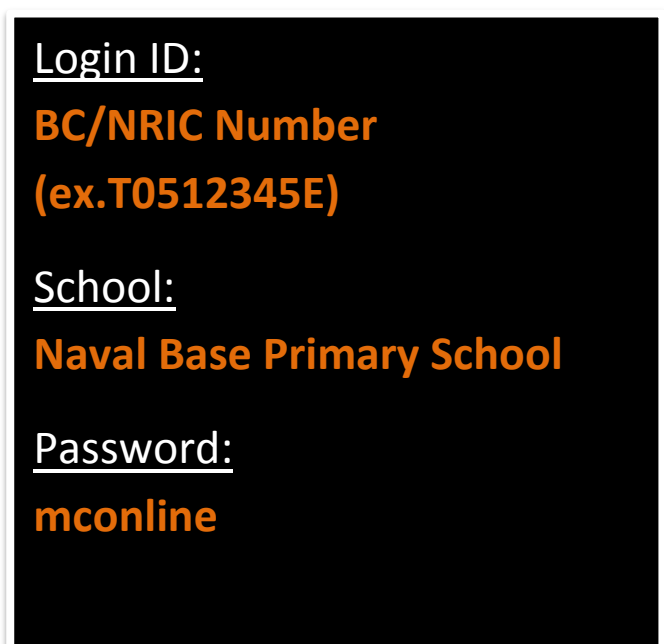 Login ID:
BC/NRIC Number
(ex.T0512345E)
School:
Naval Base Primary School
Password:
mconline